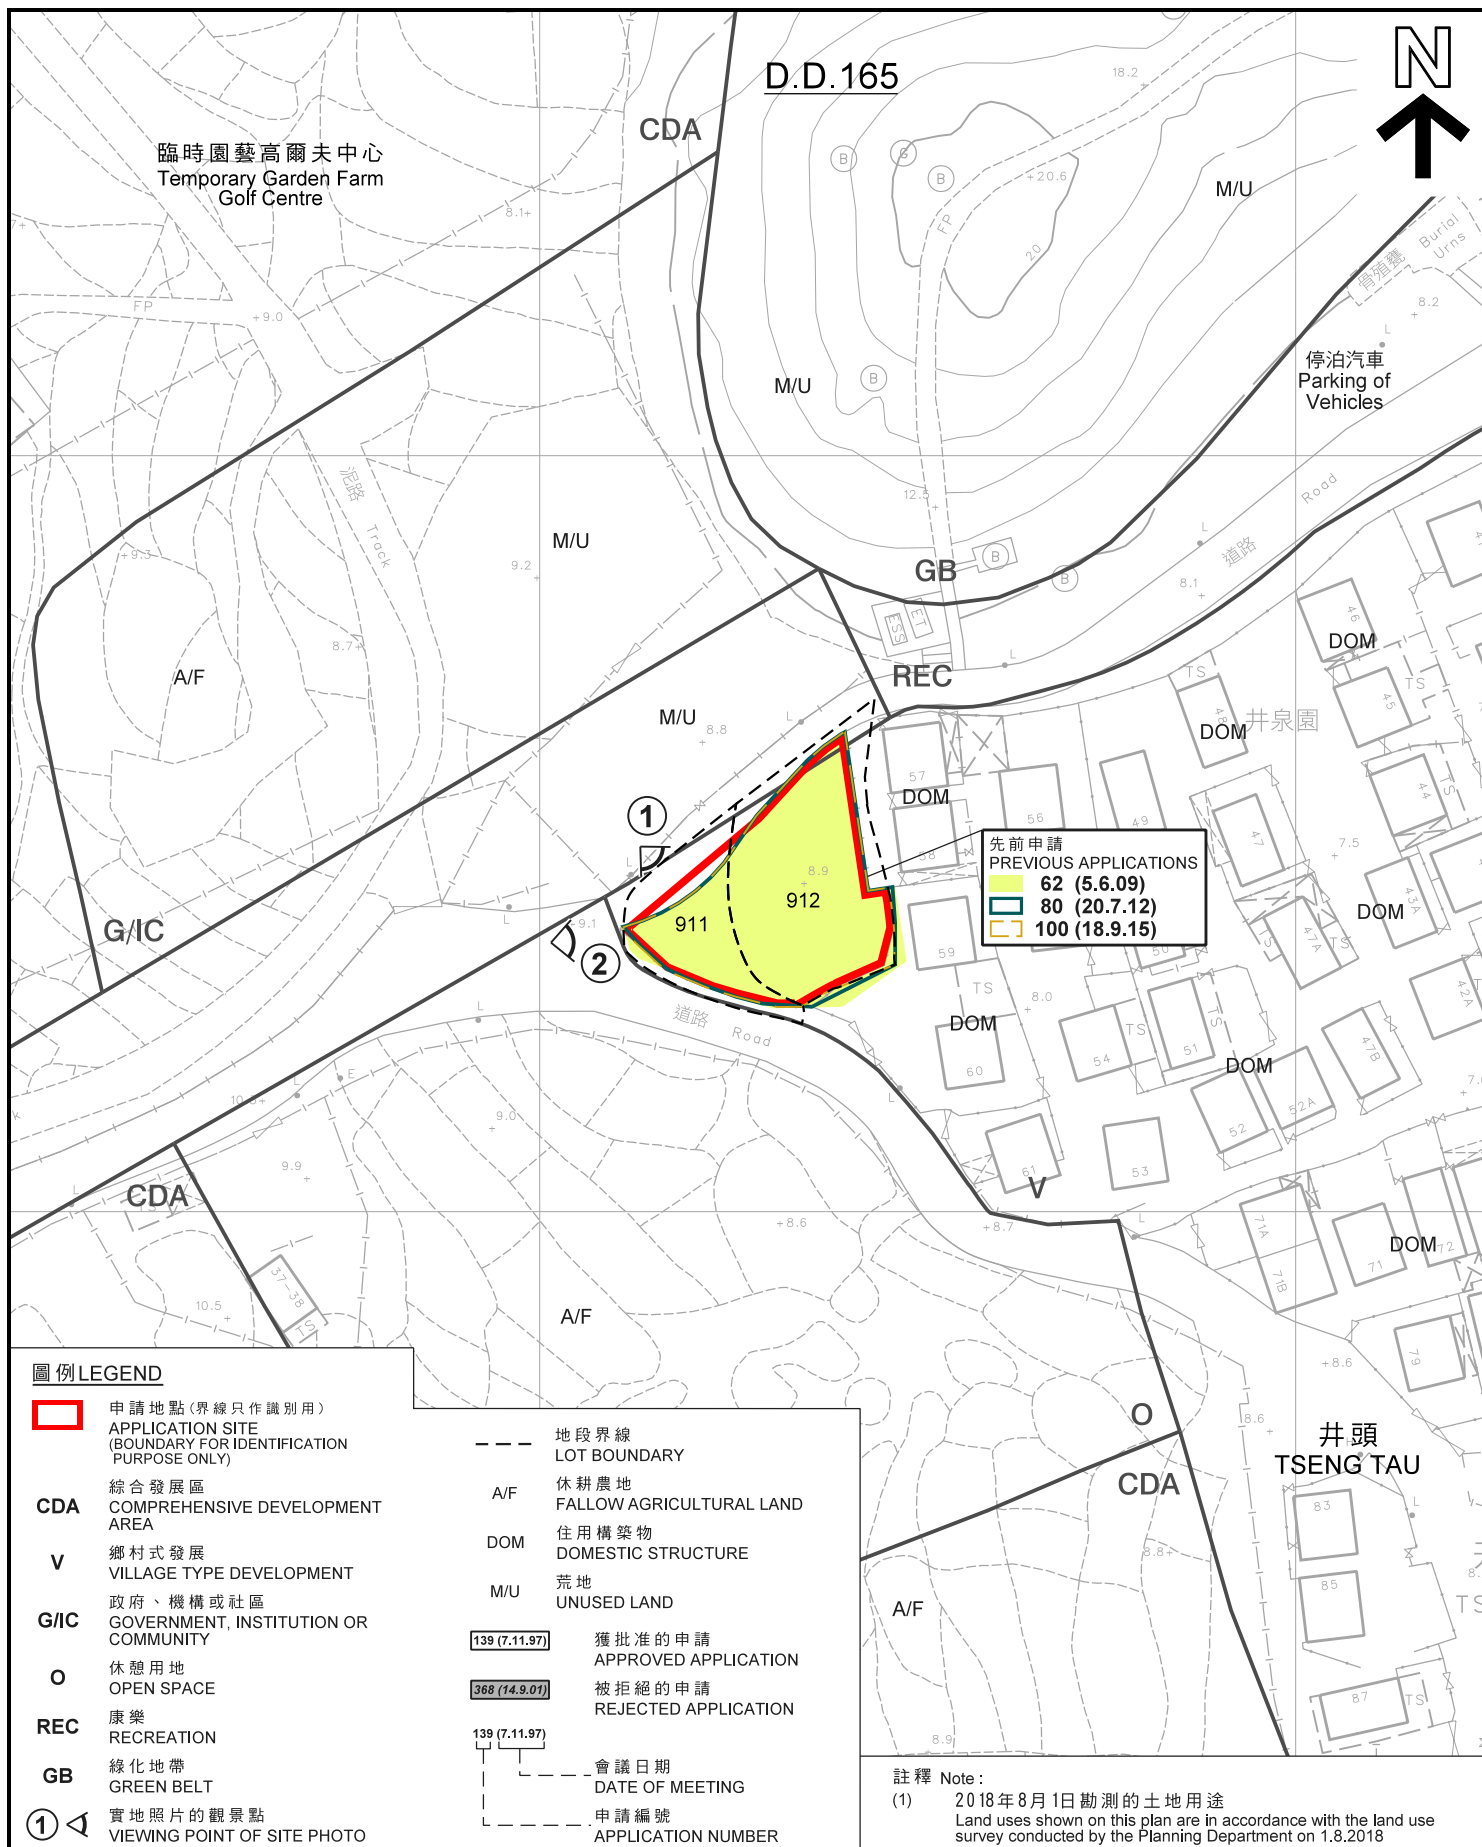 D.D.165
N
CDA
臨時園藝高爾夫中心
Temporary Garden Farm
Golf Centre
18.2
B
G
B
+20.6
M/U
8.1+
FP
20
骨殖甕
Burial
Urns
FP
+9.0
8.2
L
停泊汽車
Parking of
Vehicles
M/U
B
泥路
Track
12.5
道路 Road
L
M/U
+9.3
9.2
GB
B
B
8.1
ET
ESS
46
DOM
8.7+
A/F
L
REC
TS
TS
45
M/U
8.8
L
48
井泉園
DOM
57
DOM
56
49
44
TS
47
1
L
58
先前申請
PREVIOUS APPLICATIONS
62 (5.6.09)
80 (20.7.12)
100 (18.9.15)
7.5
8.9
912
911
43A
DOM
G/IC
L
9.1
2
59
50
47A
TS
TS
TS
8.0
42A
道路 Road
L
DOM
TS
TS
54
51
47B
60
DOM
E
L
L
10.8+
9.0
52A
52
61
53
9.9
CDA
L
TS
V
+8.6
+8.7
L
71A
DOM
72
71
71B
37-38
TS
10.5
A/F
79
+8.6
圖例 LEGEND
申請地點 (界線只作識別用)
APPLICATION SITE
(BOUNDARY FOR IDENTIFICATION
PURPOSE ONLY)
CDA
綜合發展區
COMPREHENSIVE DEVELOPMENT
AREA
V
鄉村式發展
VILLAGE TYPE DEVELOPMENT
G/IC
政府、機構或社區
GOVERNMENT, INSTITUTION OR
COMMUNITY
O
休憩用地
OPEN SPACE
REC
康樂
RECREATION
GB
綠化地帶
GREEN BELT
1
實地照片的觀景點
VIEWING POINT OF SITE PHOTO
地段界線
LOT BOUNDARY
A/F
休耕農地
FALLOW AGRICULTURAL LAND
DOM
住用構築物
DOMESTIC STRUCTURE
M/U
荒地
UNUSED LAND
139 (7.11.97)
獲批准的申請
APPROVED APPLICATION
368 (14.9.01)
被拒絕的申請
REJECTED APPLICATION
139 (7.11.97)
會議日期
DATE OF MEETING
申請編號
APPLICATION NUMBER
O
8.6
井頭
TSENG TAU
CDA
83
L
8.8+
85
A/F
87
TS
8.9
註釋 Note :
(1) 2018年8月1日勘測的土地用途
Land uses shown on this plan are in accordance with the land use
survey conducted by the Planning Department on 1.8.2018